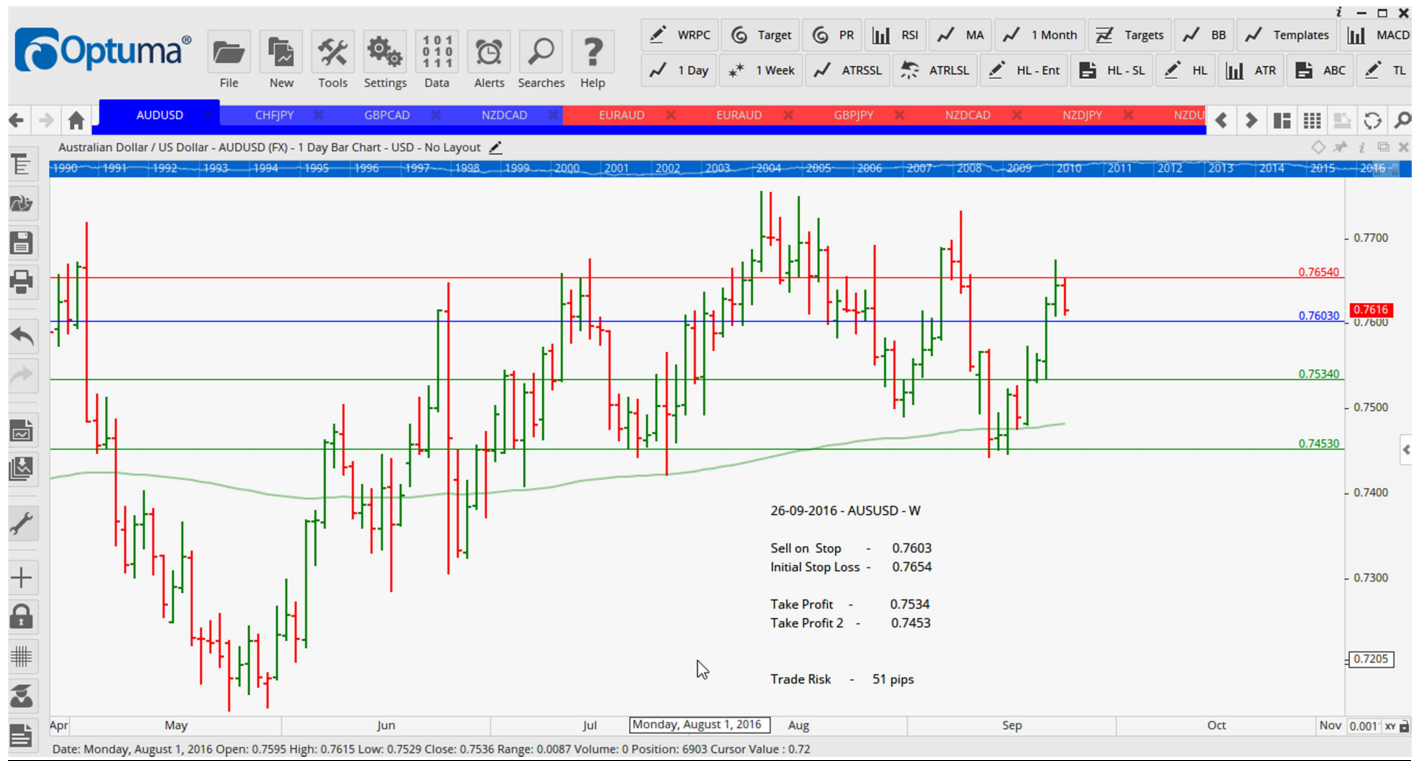 i
Optuma®
File New Tools Settings Data Alerts Searches Help
101
010
111
WRPC Target PR RSI MA 1 Month Targets BB Templates MACD
1 Day 1 Week ATRSSL ATRLSL HL - Ent HL - SL HL ATR ABC TL
AUDUSD CHFJPY GBPCAD NZDCAD EURAUD EURAUD GBPJPY NZDCAD NZDJPY NZDU
Australian Dollar / US Dollar - AUDUSD (FX) - 1 Day Bar Chart - USD - No Layout
1990 1991 1992 1993 1994 1995 1996 1997 1998 1999 2000 2001 2002 2003 2004 2005 2006 2007 2008 2009 2010 2011 2012 2013 2014 2015 2016
0.7700
0.76540
0.7616
0.76030
0.7600
0.75340
0.7500
0.74530
0.7400
26-09-2016 - AUSUSD - W
Sell on Stop - 0.7603
Initial Stop Loss - 0.7654
0.7300
Take Profit - 0.7534
Take Profit 2 - 0.7453
0.7205
Trade Risk - 51 pips
Apr May Jun Jul Monday, August 1, 2016 Aug Sep Oct Nov 0.001 XY
Date: Monday, August 1, 2016 Open: 0.7595 High: 0.7615 Low: 0.7529 Close: 0.7536 Range: 0.0087 Volume: 0 Position: 6903 Cursor Value : 0.72